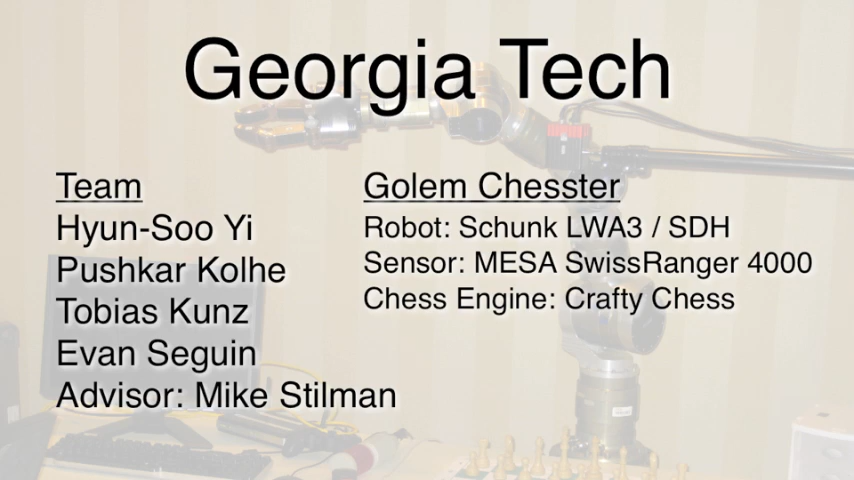 Georgia Tech
Team
Hyun-Soo Yi
Pushkar Kolhe
Tobias Kunz
Evan Seguin
Advisor: Mike Stilman
Golem Chesster
Robot: Schunk LWA3 / SDH
Sensor: MESA SwissRanger 4000
Chess Engine: Crafty Chess